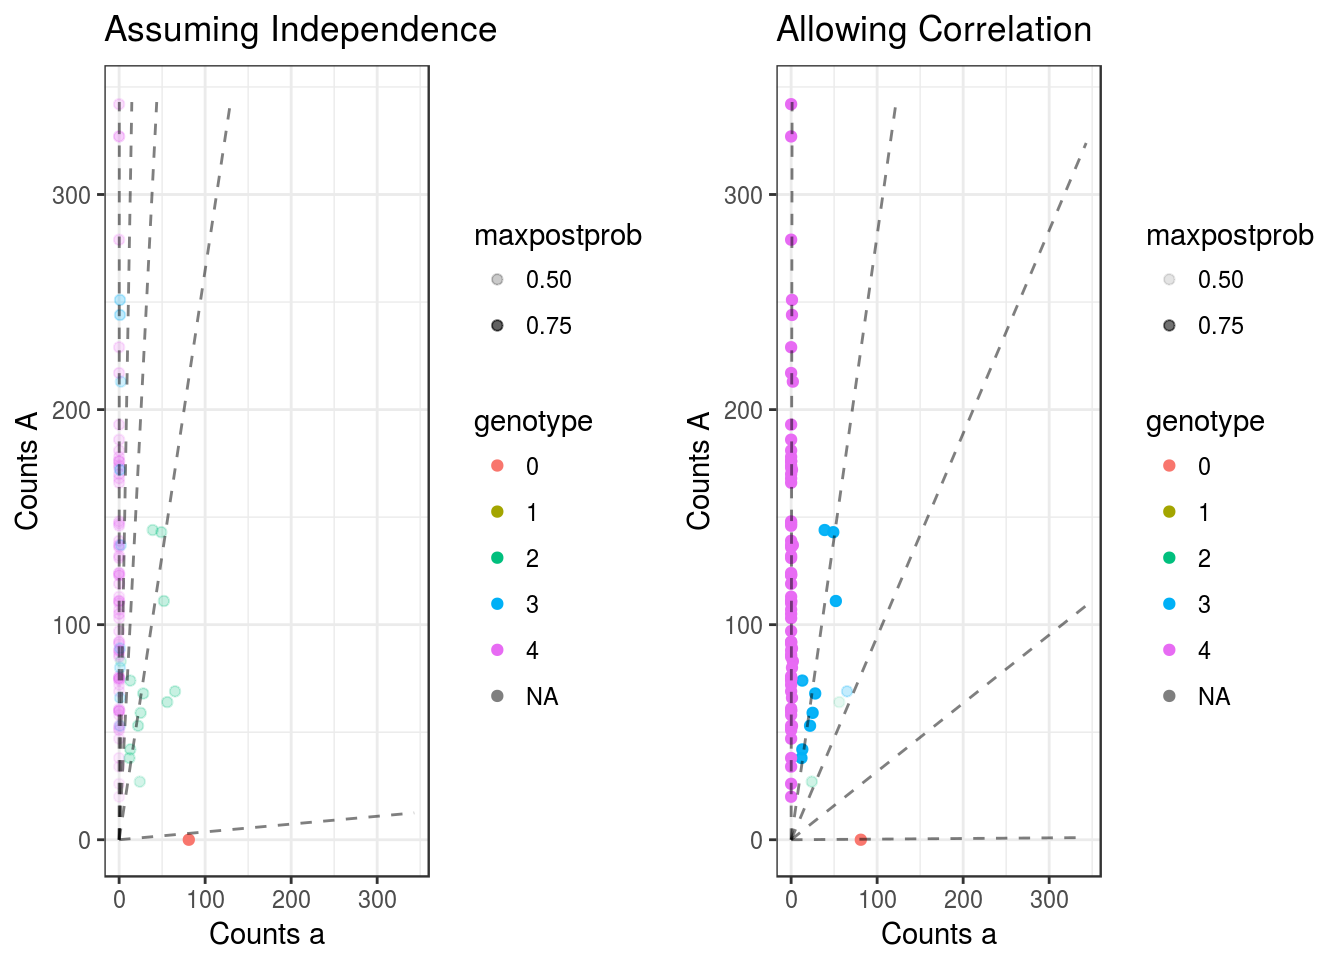 Assuming Independence
Counts A
300
200
100
0
0 100 200 300
Counts a
maxpostprob
0.50
0.75
genotype
0
1
2
3
4
NA
Allowing Correlation
Counts A
300
200
100
0
0 100 200 300
Counts a
maxpostprob
0.50
0.75
genotype
0
1
2
3
4
NA